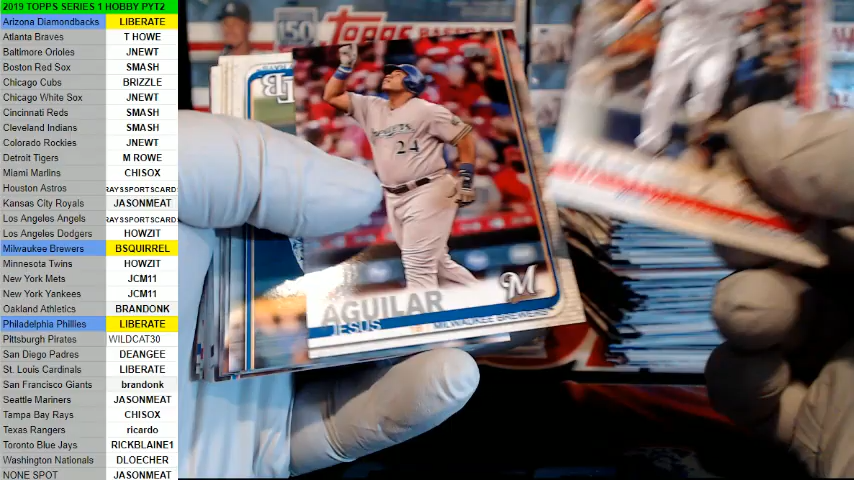 2019 TOPPS SERIES 1 HOBBY PYT2
Arizona Diamondbacks LIBERATE
Atlanta Braves T HOWE
Baltimore Orioles JNEWT
Boston Red Sox SMASH
Chicago Cubs BRIZZLE
Chicago White Sox JNEWT
Cincinnati Reds SMASH
Cleveland Indians SMASH
Colorado Rockies JNEWT
Detroit Tigers M ROWE
Miami Marlins CHISOX
Houston Astros RAYSSPORTSCARD
Kansas City Royals JASONMEAT
Los Angeles Angels RAYSSPORTSCARD
Los Angeles Dodgers HOWZIT
Milwaukee Brewers BSQUIRREL
Minnesota Twins HOWZIT
New York Mets JCM11
New York Yankees JCM11
Oakland Athletics BRANDONK
Philadelphia Phillies LIBERATE
Pittsburgh Pirates WILDCAT30
San Diego Padres DEANGEE
St. Louis Cardinals LIBERATE
San Francisco Giants brandonk
Seattle Mariners JASONMEAT
Tampa Bay Rays CHISOX
Texas Rangers ricardo
Toronto Blue Jays RICKBLAINE1
Washington Nationals DLOECHER
NONE SPOT JASONMEAT
TOPPS
24
M
AGUILAR
JESUS
MILWAUKEE BREWERS